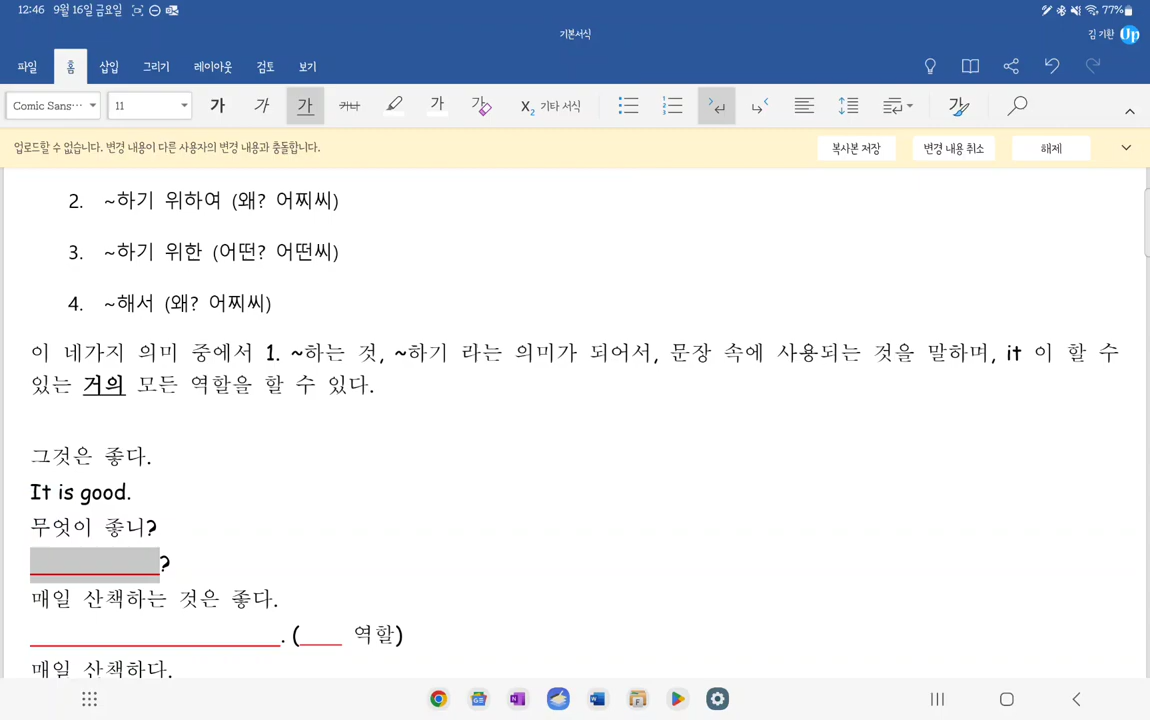 12:46 9월 16일 금요일
77%
기본서식
김 기환
Up
파일 홈 삽입 그리기 레이아웃 검토 보기
Comic Sans··· 11 가 가 가 가나 가 가 X₂ 기타 서식 가
업로드할 수 없습니다. 변경 내용이 다른 사용자의 변경 내용과 충돌합니다.
복사본 저장 변경 내용 취소 해제
2. ~하기 위하여 (왜? 어찌씨)
3. ~하기 위한 (어떤? 어떤씨)
4. ~해서 (왜? 어찌씨)
이 네가지 의미 중에서 1. ~하는 것, ~하기 라는 의미가 되어서, 문장 속에 사용되는 것을 말하며, it 이 할 수
있는 거의 모든 역할을 할 수 있다.
그것은 좋다.
It is good.
무엇이 좋니?
?
매일 산책하는 것은 좋다.
. ( 역할)
매일 산책하다.